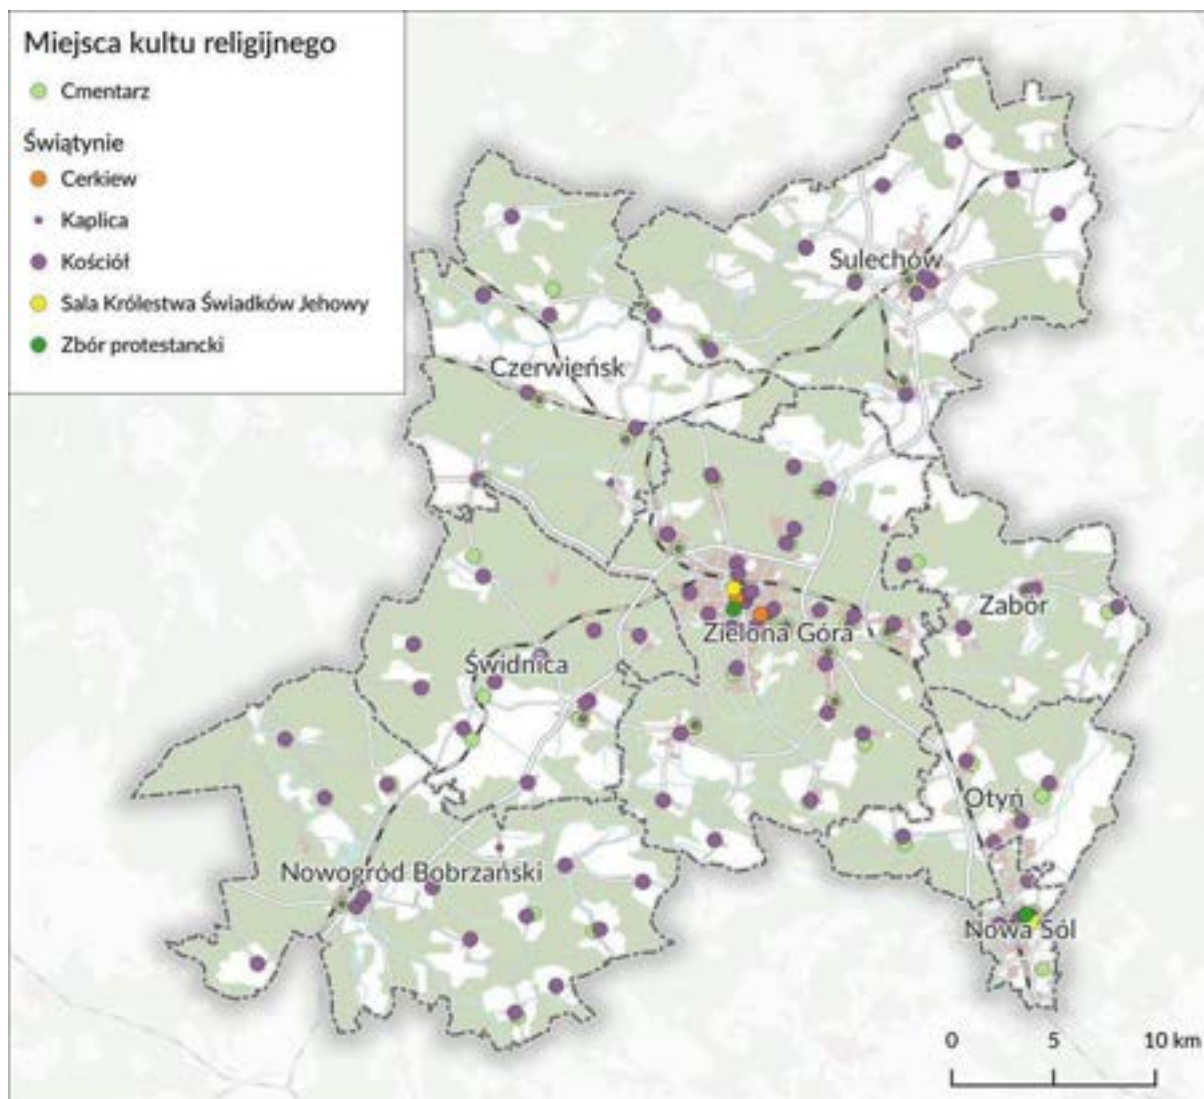 Miejsca kultu religijnego
Cmentarz
Świątynie
Cerkiew
Kaplica
Kościół
Sala Królestwa Świadków Jehowy
Zbór protestancki
Sulechów
Czerwieńsk
Zabór
Zielona Góra
Świdnica
Otyń
Nowogród Bobrzański
Nowa Sól
0 5 10 km